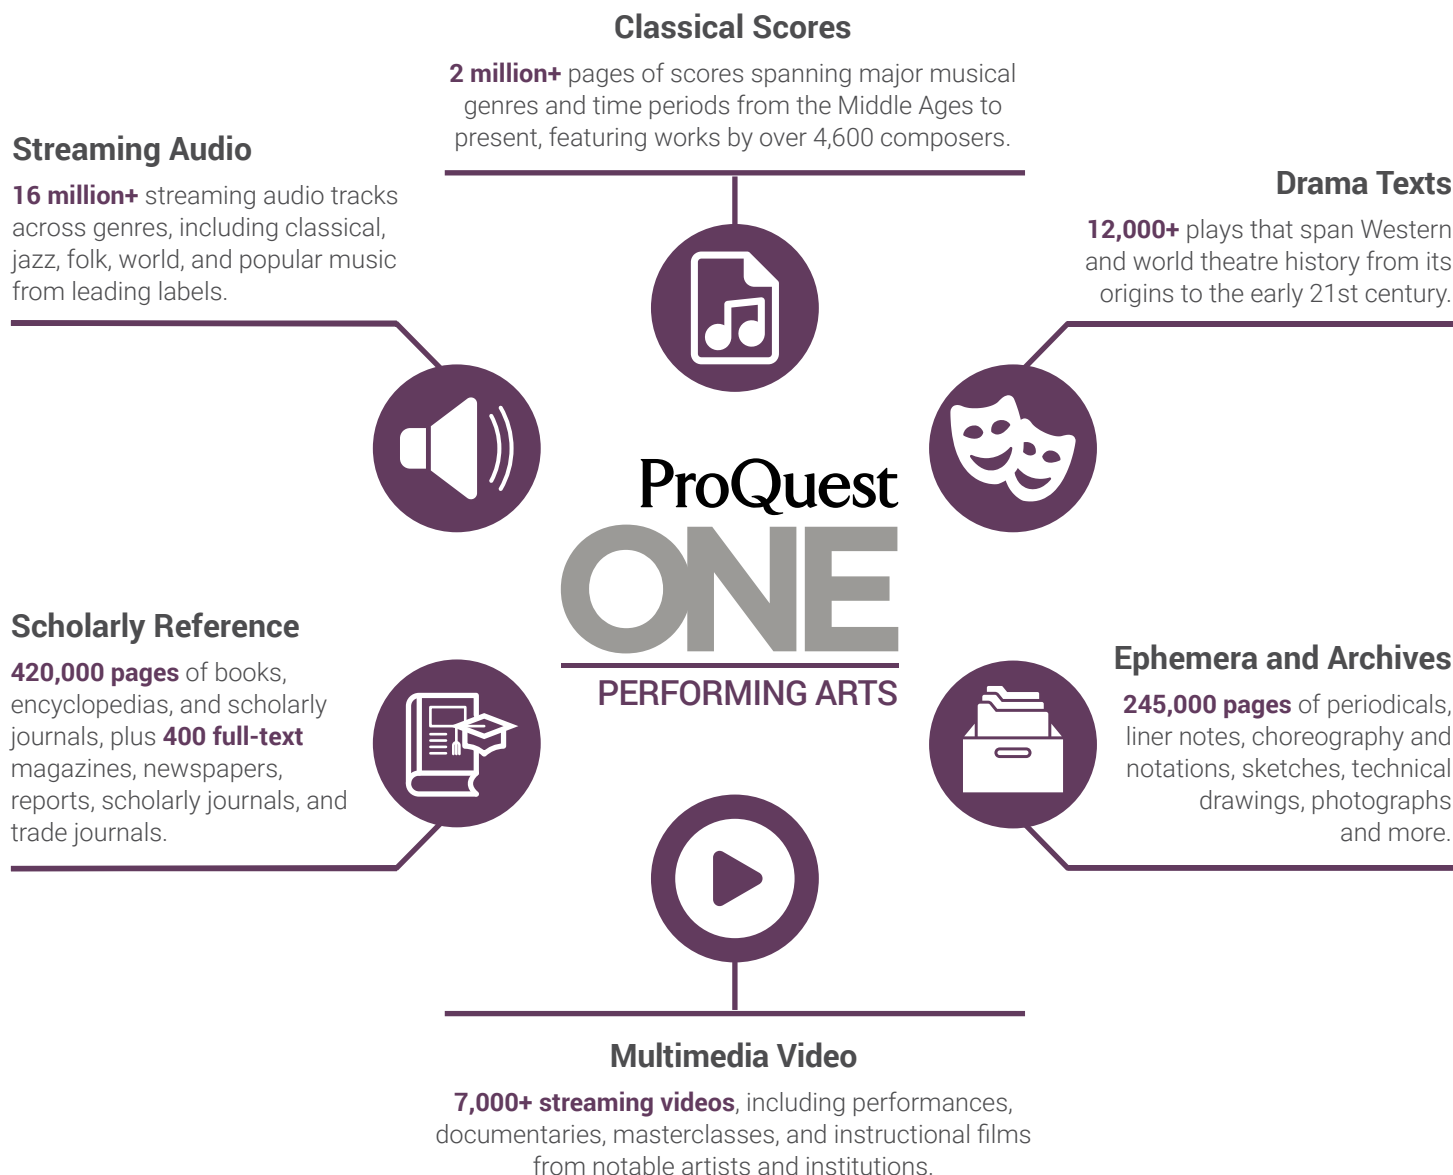 Classical Scores
2 million+ pages of scores spanning major musical
genres and time periods from the Middle Ages to
present, featuring works by over 4,600 composers.
Streaming Audio
16 million+ streaming audio tracks
across genres, including classical,
jazz, folk, world, and popular music
from leading labels.
Drama Texts
12,000+ plays that span Western
and world theatre history from its
origins to the early 21st century.
ProQuest
ONE
PERFORMING ARTS
Scholarly Reference
420,000 pages of books,
encyclopedias, and scholarly
journals, plus 400 full-text
magazines, newspapers,
reports, scholarly journals, and
trade journals.
Ephemera and Archives
245,000 pages of periodicals,
liner notes, choreography and
notations, sketches, technical
drawings, photographs
and more.
Multimedia Video
7,000+ streaming videos, including performances,
documentaries, masterclasses, and instructional films
from notable artists and institutions.